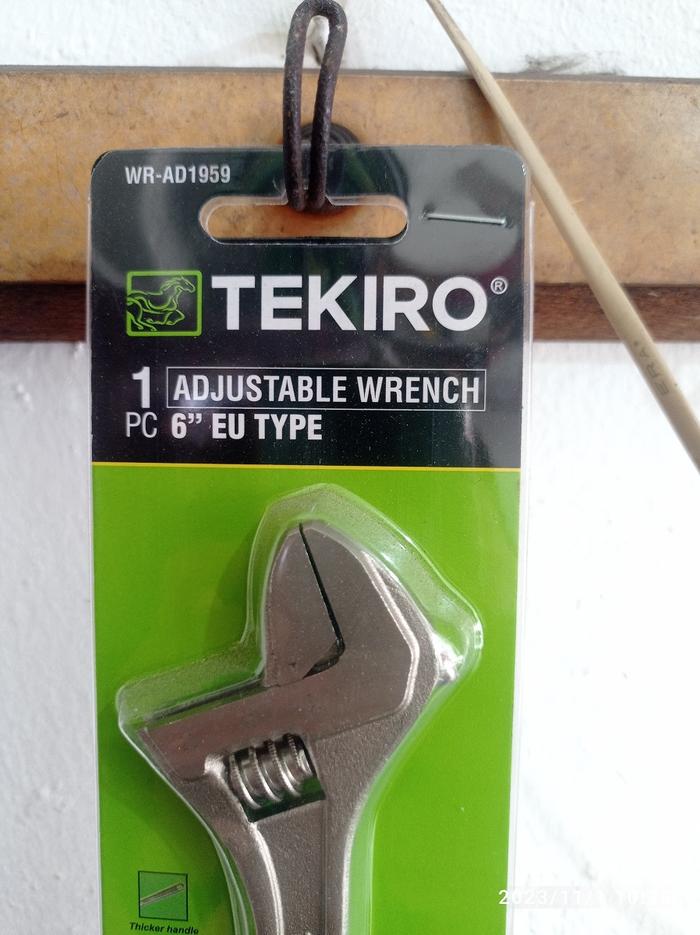 WR-AD1959
TEKIRO®
1 ADJUSTABLE WRENCH
PC 6” EU TYPE
Thicker handle